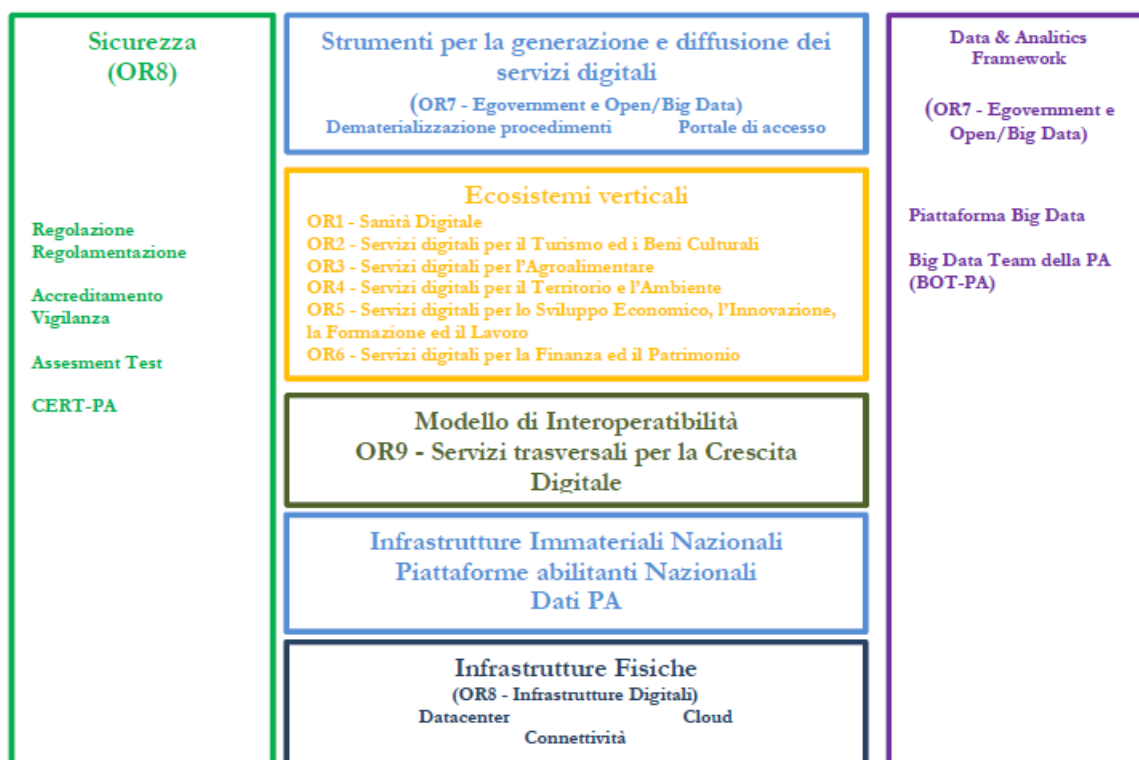 Sicurezza
(OR8)
Regolazione
Regolamentazione
Accreditamento
Vigilanza
Assesment Test
CERT-PA
Strumenti per la generazione e diffusione dei
servizi digitali
(OR7 - Egovernment e Open/Big Data)
Dematerializzazione procedimenti Portale di accesso
Ecosistemi verticali
OR1 - Sanità Digitale
OR2 - Servizi digitali per il Turismo ed i Beni Culturali
OR3 - Servizi digitali per l'Agroalimentare
OR4 - Servizi digitali per il Territorio e l'Ambiente
OR5 - Servizi digitali per lo Sviluppo Economico, l'Innovazione,
la Formazione ed il Lavoro
OR6 - Servizi digitali per la Finanza ed il Patrimonio
Modello di Interoperatibilità
OR9 - Servizi trasversali per la Crescita
Digitale
Infrastrutture Immateriali Nazionali
Piattaforme abilitanti Nazionali
Dati PA
Infrastrutture Fisiche
(OR8 - Infrastrutture Digitali)
Datacenter Cloud
Connettività
Data & Analitics
Framework
(OR7 - Egovernment e
Open/Big Data)
Piattaforma Big Data
Big Data Team della PA
(BOT-PA)